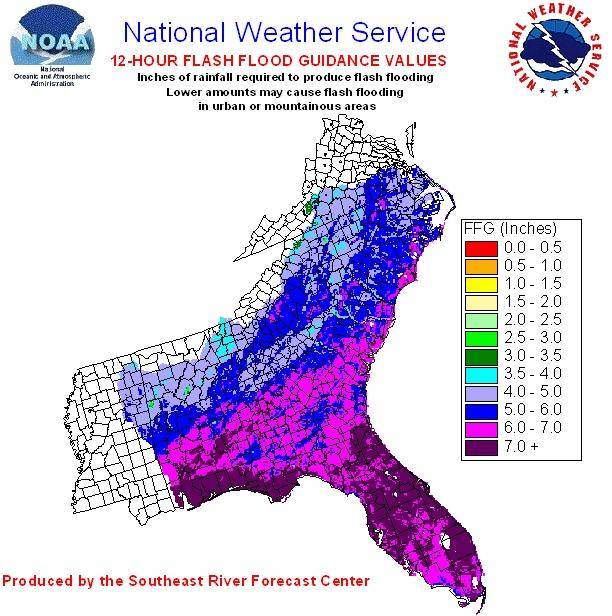 NOAA
National
Oceanic and Atmospheric
Administration
National Weather Service
12-HOUR FLASH FLOOD GUIDANCE VALUES
Inches of rainfall required to produce flash flooding
Lower amounts may cause flash flooding
in urban or mountainous areas
NATIONAL WEATHER SERVICE
FFG (Inches)
0.0 - 0.5
0.5 - 1.0
1.0 - 1.5
1.5 - 2.0
2.0 - 2.5
2.5 - 3.0
3.0 - 3.5
3.5 - 4.0
4.0 - 5.0
5.0 - 6.0
6.0 - 7.0
7.0 +
Produced by the Southeast River Forecast Center